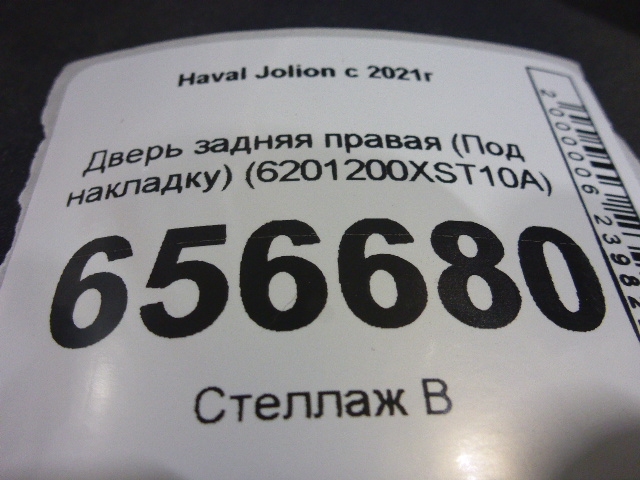 Haval Jolion с 2021г
Дверь задняя правая (Под
накладку) (6201200XST10A)
656680
Стеллаж В